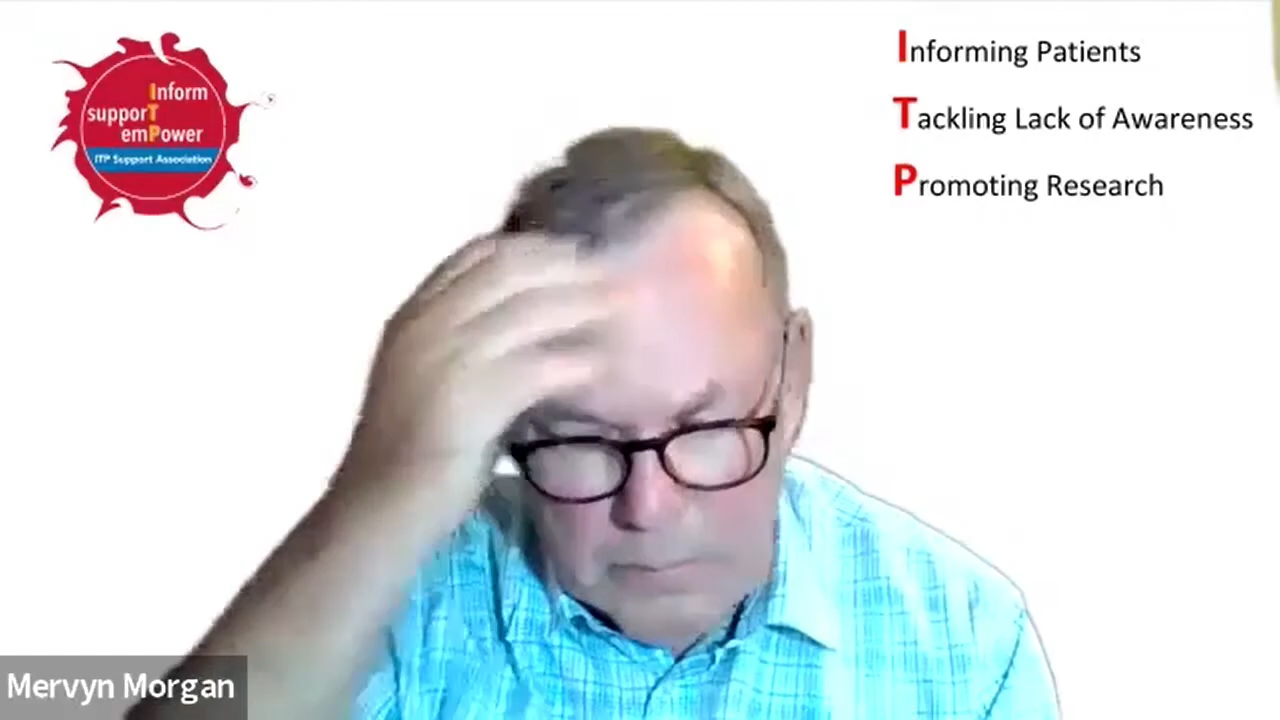 Inform
supporT
emPower
ITP Support Association
Informing Patients
Tackling Lack of Awareness
Promoting Research
Mervyn Morgan